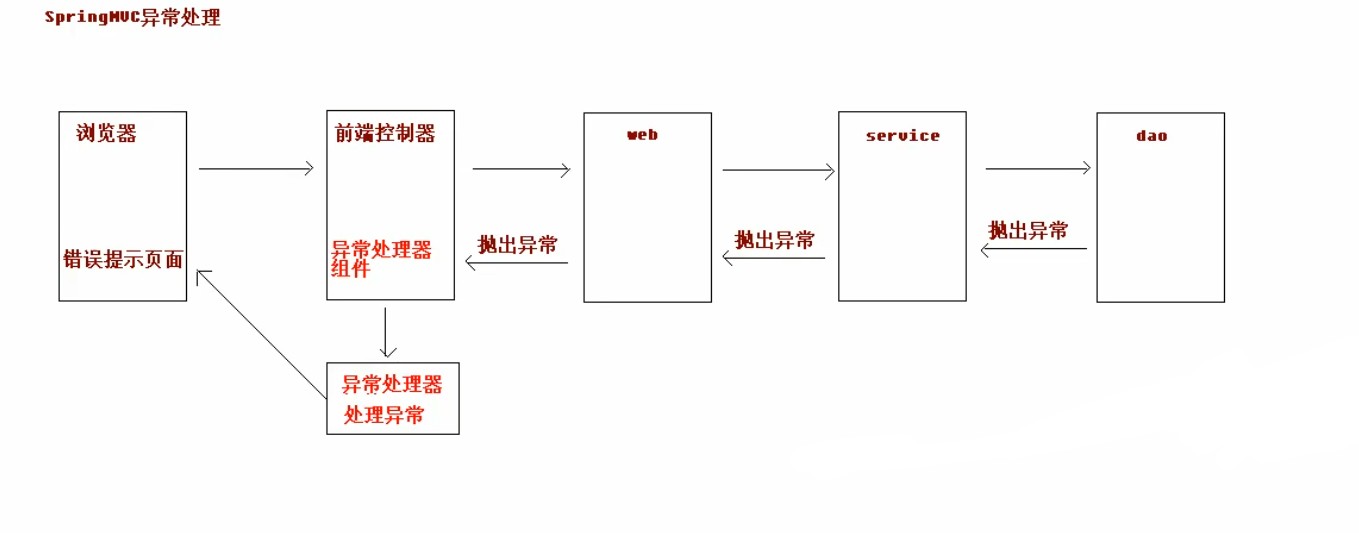 SpringMVC异常处理
浏览器
前端控制器
web
service
dao
错误提示页面
异常处理器
组件
抛出异常
抛出异常
抛出异常
异常处理器
处理异常